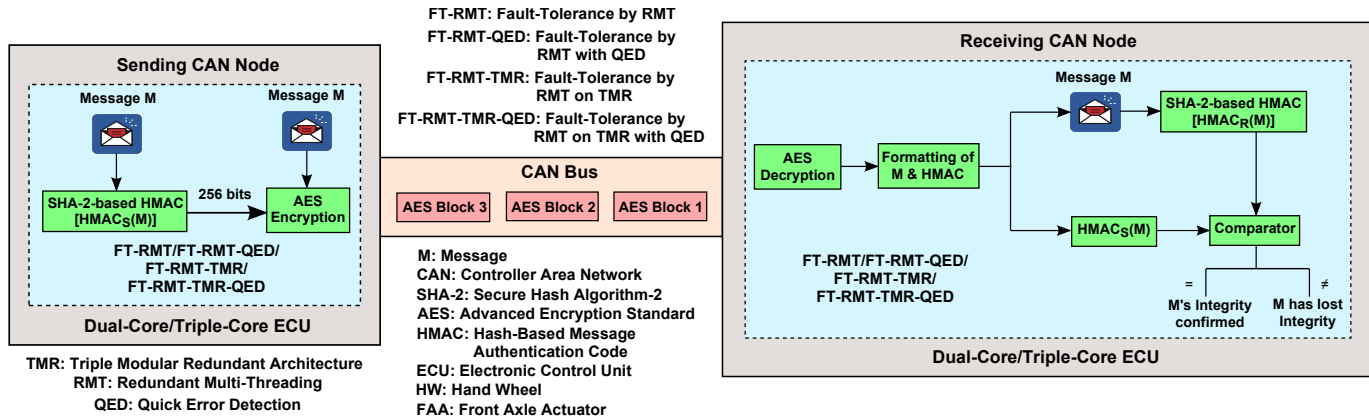 FT-RMT: Fault-Tolerance by RMT
FT-RMT-QED: Fault-Tolerance by
RMT with QED
FT-RMT-TMR: Fault-Tolerance by
RMT on TMR
FT-RMT-TMR-QED: Fault-Tolerance by
RMT on TMR with QED
Sending CAN Node
Message M
Message M
SHA-2-based HMAC
[HMACS(M)]
256 bits
AES
Encryption
FT-RMT/FT-RMT-QED/
FT-RMT-TMR/
FT-RMT-TMR-QED
Dual-Core/Triple-Core ECU
TMR: Triple Modular Redundant Architecture
RMT: Redundant Multi-Threading
QED: Quick Error Detection
CAN Bus
AES Block 3
AES Block 2
AES Block 1
M: Message
CAN: Controller Area Network
SHA-2: Secure Hash Algorithm-2
AES: Advanced Encryption Standard
HMAC: Hash-Based Message
Authentication Code
ECU: Electronic Control Unit
HW: Hand Wheel
FAA: Front Axle Actuator
Receiving CAN Node
Message M
SHA-2-based HMAC
[HMACR(M)]
AES
Decryption
Formatting of
M & HMAC
HMACS(M)
Comparator
FT-RMT/FT-RMT-QED/
FT-RMT-TMR/
FT-RMT-TMR-QED
=
≠
M's Integrity
confirmed
M has lost
Integrity
Dual-Core/Triple-Core ECU